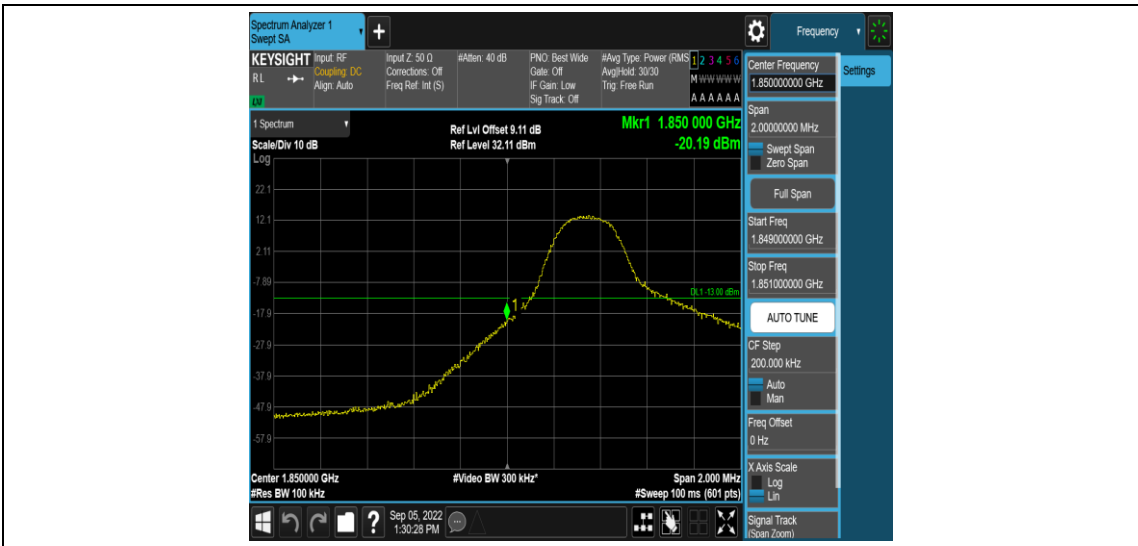 Spectrum Analyzer 1
Swept SA
+
Frequency
KEYSIGHT
RL
LXI
Input: RF
Coupling: DC
Align: Auto
Input Z: 50 Ω
Corrections: Off
Freq Ref: Int (S)
#Atten: 40 dB
PNO: Best Wide
Gate: Off
IF Gain: Low
Sig Track: Off
#Avg Type: Power (RMS
Avg|Hold: 30/30
Trig: Free Run
1 2 3 4 5 6
M W W W W W
A A A A A A
1 Spectrum
Scale/Div 10 dB
Log
Ref Lvl Offset 9.11 dB
Ref Level 32.11 dBm
Mkr1 1.850 000 GHz
-20.19 dBm
22.1
12.1
2.11
-7.89
-17.9
-27.9
-37.9
-47.9
-57.9
DL1 -13.00 dBm
1
Center 1.850000 GHz
#Res BW 100 kHz
#Video BW 300 kHz*
Span 2.000 MHz
#Sweep 100 ms (601 pts)
?
Sep 05, 2022
1:30:28 PM
Center Frequency
1.850000000 GHz
Settings
Span
2.00000000 MHz
Swept Span
Zero Span
Full Span
Start Freq
1.849000000 GHz
Stop Freq
1.851000000 GHz
AUTO TUNE
CF Step
200.000 kHz
Auto
Man
Freq Offset
0 Hz
X Axis Scale
Log
Lin
Signal Track
(Span Zoom)